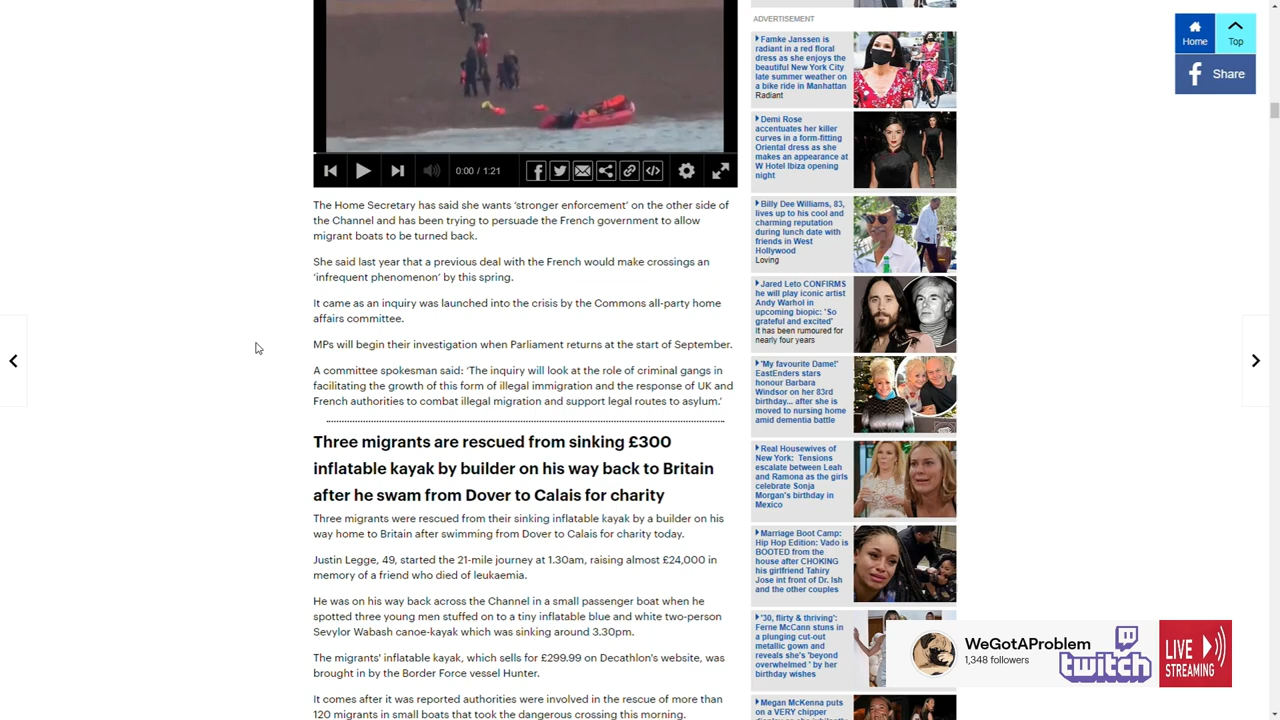 ADVERTISEMENT
Home
Top
Share
0:00 / 1:21
The Home Secretary has said she wants ‘stronger enforcement’ on the other side of
the Channel and has been trying to persuade the French government to allow
migrant boats to be turned back.
She said last year that a previous deal with the French would make crossings an
‘infrequent phenomenon’ by this spring.
It came as an inquiry was launched into the crisis by the Commons all-party home
affairs committee.
MPs will begin their investigation when Parliament returns at the start of September.
A committee spokesman said: ‘The inquiry will look at the role of criminal gangs in
facilitating the growth of this form of illegal immigration and the response of UK and
French authorities to combat illegal migration and support legal routes to asylum.’
Three migrants are rescued from sinking £300
inflatable kayak by builder on his way back to Britain
after he swam from Dover to Calais for charity
Three migrants were rescued from their sinking inflatable kayak by a builder on his
way home to Britain after swimming from Dover to Calais for charity today.
Justin Legge, 49, started the 21-mile journey at 1.30am, raising almost £24,000 in
memory of a friend who died of leukaemia.
He was on his way back across the Channel in a small passenger boat when he
spotted three young men stuffed on to a tiny inflatable blue and white two-person
Sevylor Wabash canoe-kayak which was sinking around 3.30pm.
The migrants' inflatable kayak, which sells for £299.99 on Decathlon's website, was
brought in by the Border Force vessel Hunter.
It comes after it was reported authorities were involved in the rescue of more than
120 migrants in small boats that took the dangerous crossing this morning.
Famke Janssen is
radiant in a red floral
dress as she enjoys the
beautiful New York City
late summer weather on
a bike ride in Manhattan
Radiant
Demi Rose
accentuates her killer
curves in a form-fitting
Oriental dress as she
makes an appearance at
W Hotel Ibiza opening
night
Billy Dee Williams, 83,
lives up to his cool and
charming reputation
during lunch date with
friends in West
Hollywood
Loving
Jared Leto CONFIRMS
he will play iconic artist
Andy Warhol in
upcoming biopic: 'So
grateful and excited'
It has been rumoured for
nearly four years
'My favourite Dame!'
EastEnders stars
honour Barbara
Windsor on her 83rd
birthday... after she is
moved to nursing home
amid dementia battle
Real Housewives of
New York: Tensions
escalate between Leah
and Ramona as the girls
celebrate Sonja
Morgan's birthday in
Mexico
Marriage Boot Camp:
Hip Hop Edition: Vado is
BOOTED from the
house after CHOKING
his girlfriend Tahiry
Jose int front of Dr. Ish
and the other couples
'30, flirty & thriving':
Ferne McCann stuns in
a plunging cut-out
metallic gown and
reveals she's 'beyond
overwhelmed ' by her
birthday wishes
Megan McKenna puts
on a VERY chipper
WeGotAProblem
1,348 followers
twitch
LIVE
STREAMING